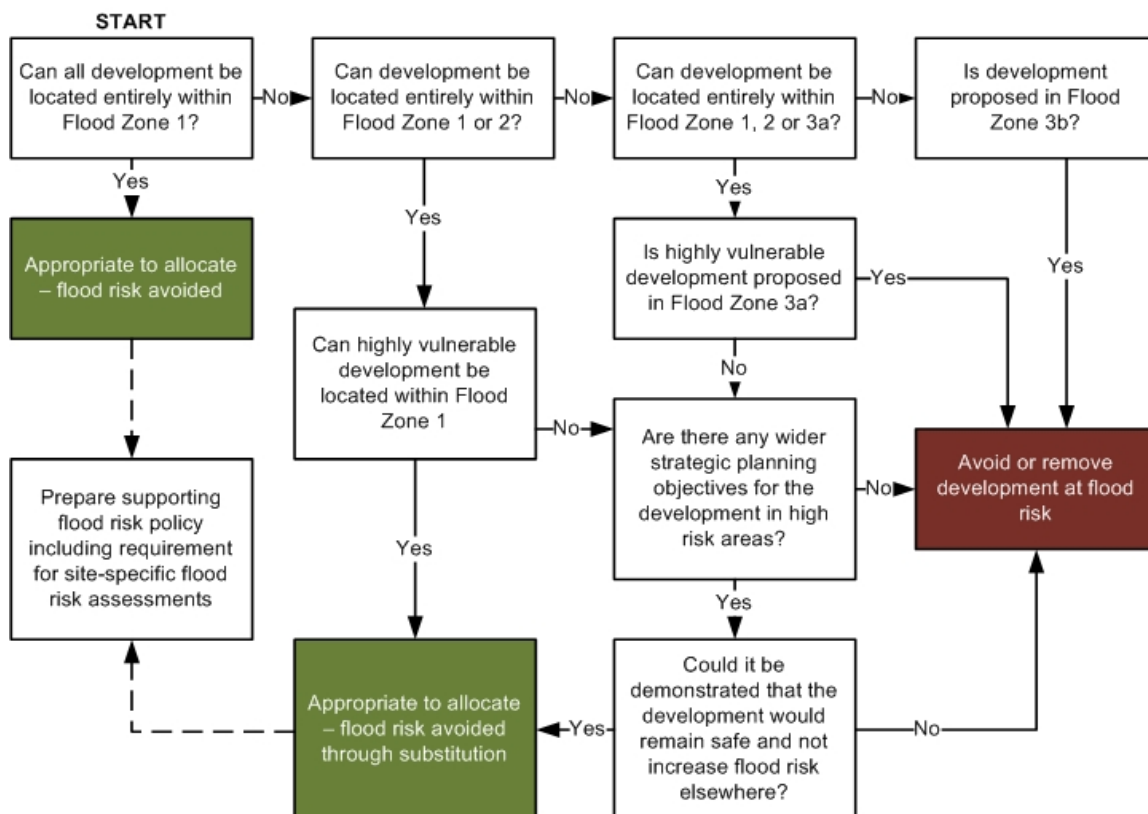 START
Can all development be
located entirely within
Flood Zone 1?
No
Can development be
located entirely within
Flood Zone 1 or 2?
No
Can development be
located entirely within
Flood Zone 1, 2 or 3a?
No
Is development
proposed in Flood
Zone 3b?
Yes
Yes
Yes
Yes
Appropriate to allocate
– flood risk avoided
Is highly vulnerable
development proposed
in Flood Zone 3a?
Yes
No
Can highly vulnerable
development be
located within Flood
Zone 1
No
Are there any wider
strategic planning
objectives for the
development in high
risk areas?
No
Avoid or remove
development at flood
risk
Prepare supporting
flood risk policy
including requirement
for site-specific flood
risk assessments
Yes
Yes
Appropriate to allocate
– flood risk avoided
through substitution
Yes
Could it be
demonstrated that the
development would
remain safe and not
increase flood risk
elsewhere?
No